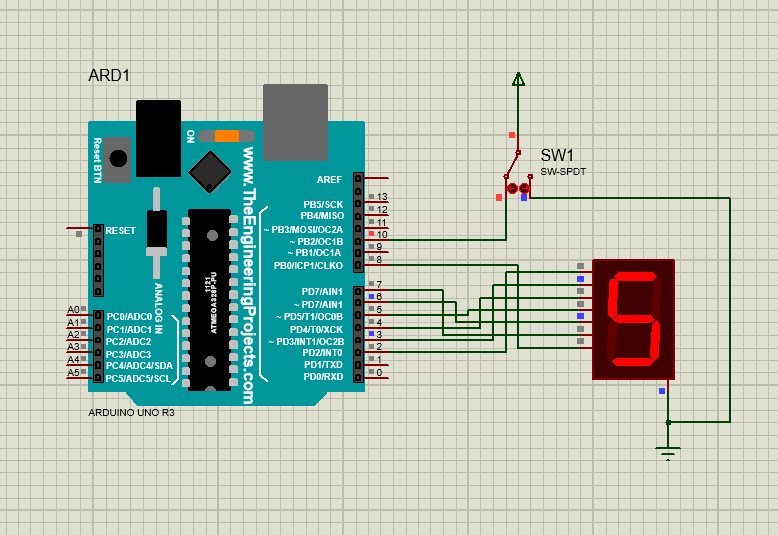 ARD1
ON
Reset BTN
www.TheEngineeringProjects.com
1121
ATMEGA328P-PU
ANALOG IN
RESET
A0 PC0/ADC0
A1 PC1/ADC1
A2 PC2/ADC2
A3 PC3/ADC3
A4 PC4/ADC4/SDA
A5 PC5/ADC5/SCL
AREF
PB5/SCK 13
PB4/MISO 12
~ PB3/MOSI/OC2A 11
~ PB2/OC1B 10
~ PB1/OC1A 9
PB0/ICP1/CLKO 8
PD7/AIN1 7
~ PD7/AIN1 6
~ PD5/T1/OC0B 5
PD4/T0/XCK 4
~ PD3/INT1/OC2B 3
PD2/INT0 2
PD1/TXD 1
PD0/RXD 0
ARDUINO UNO R3
SW1
SW-SPDT
9